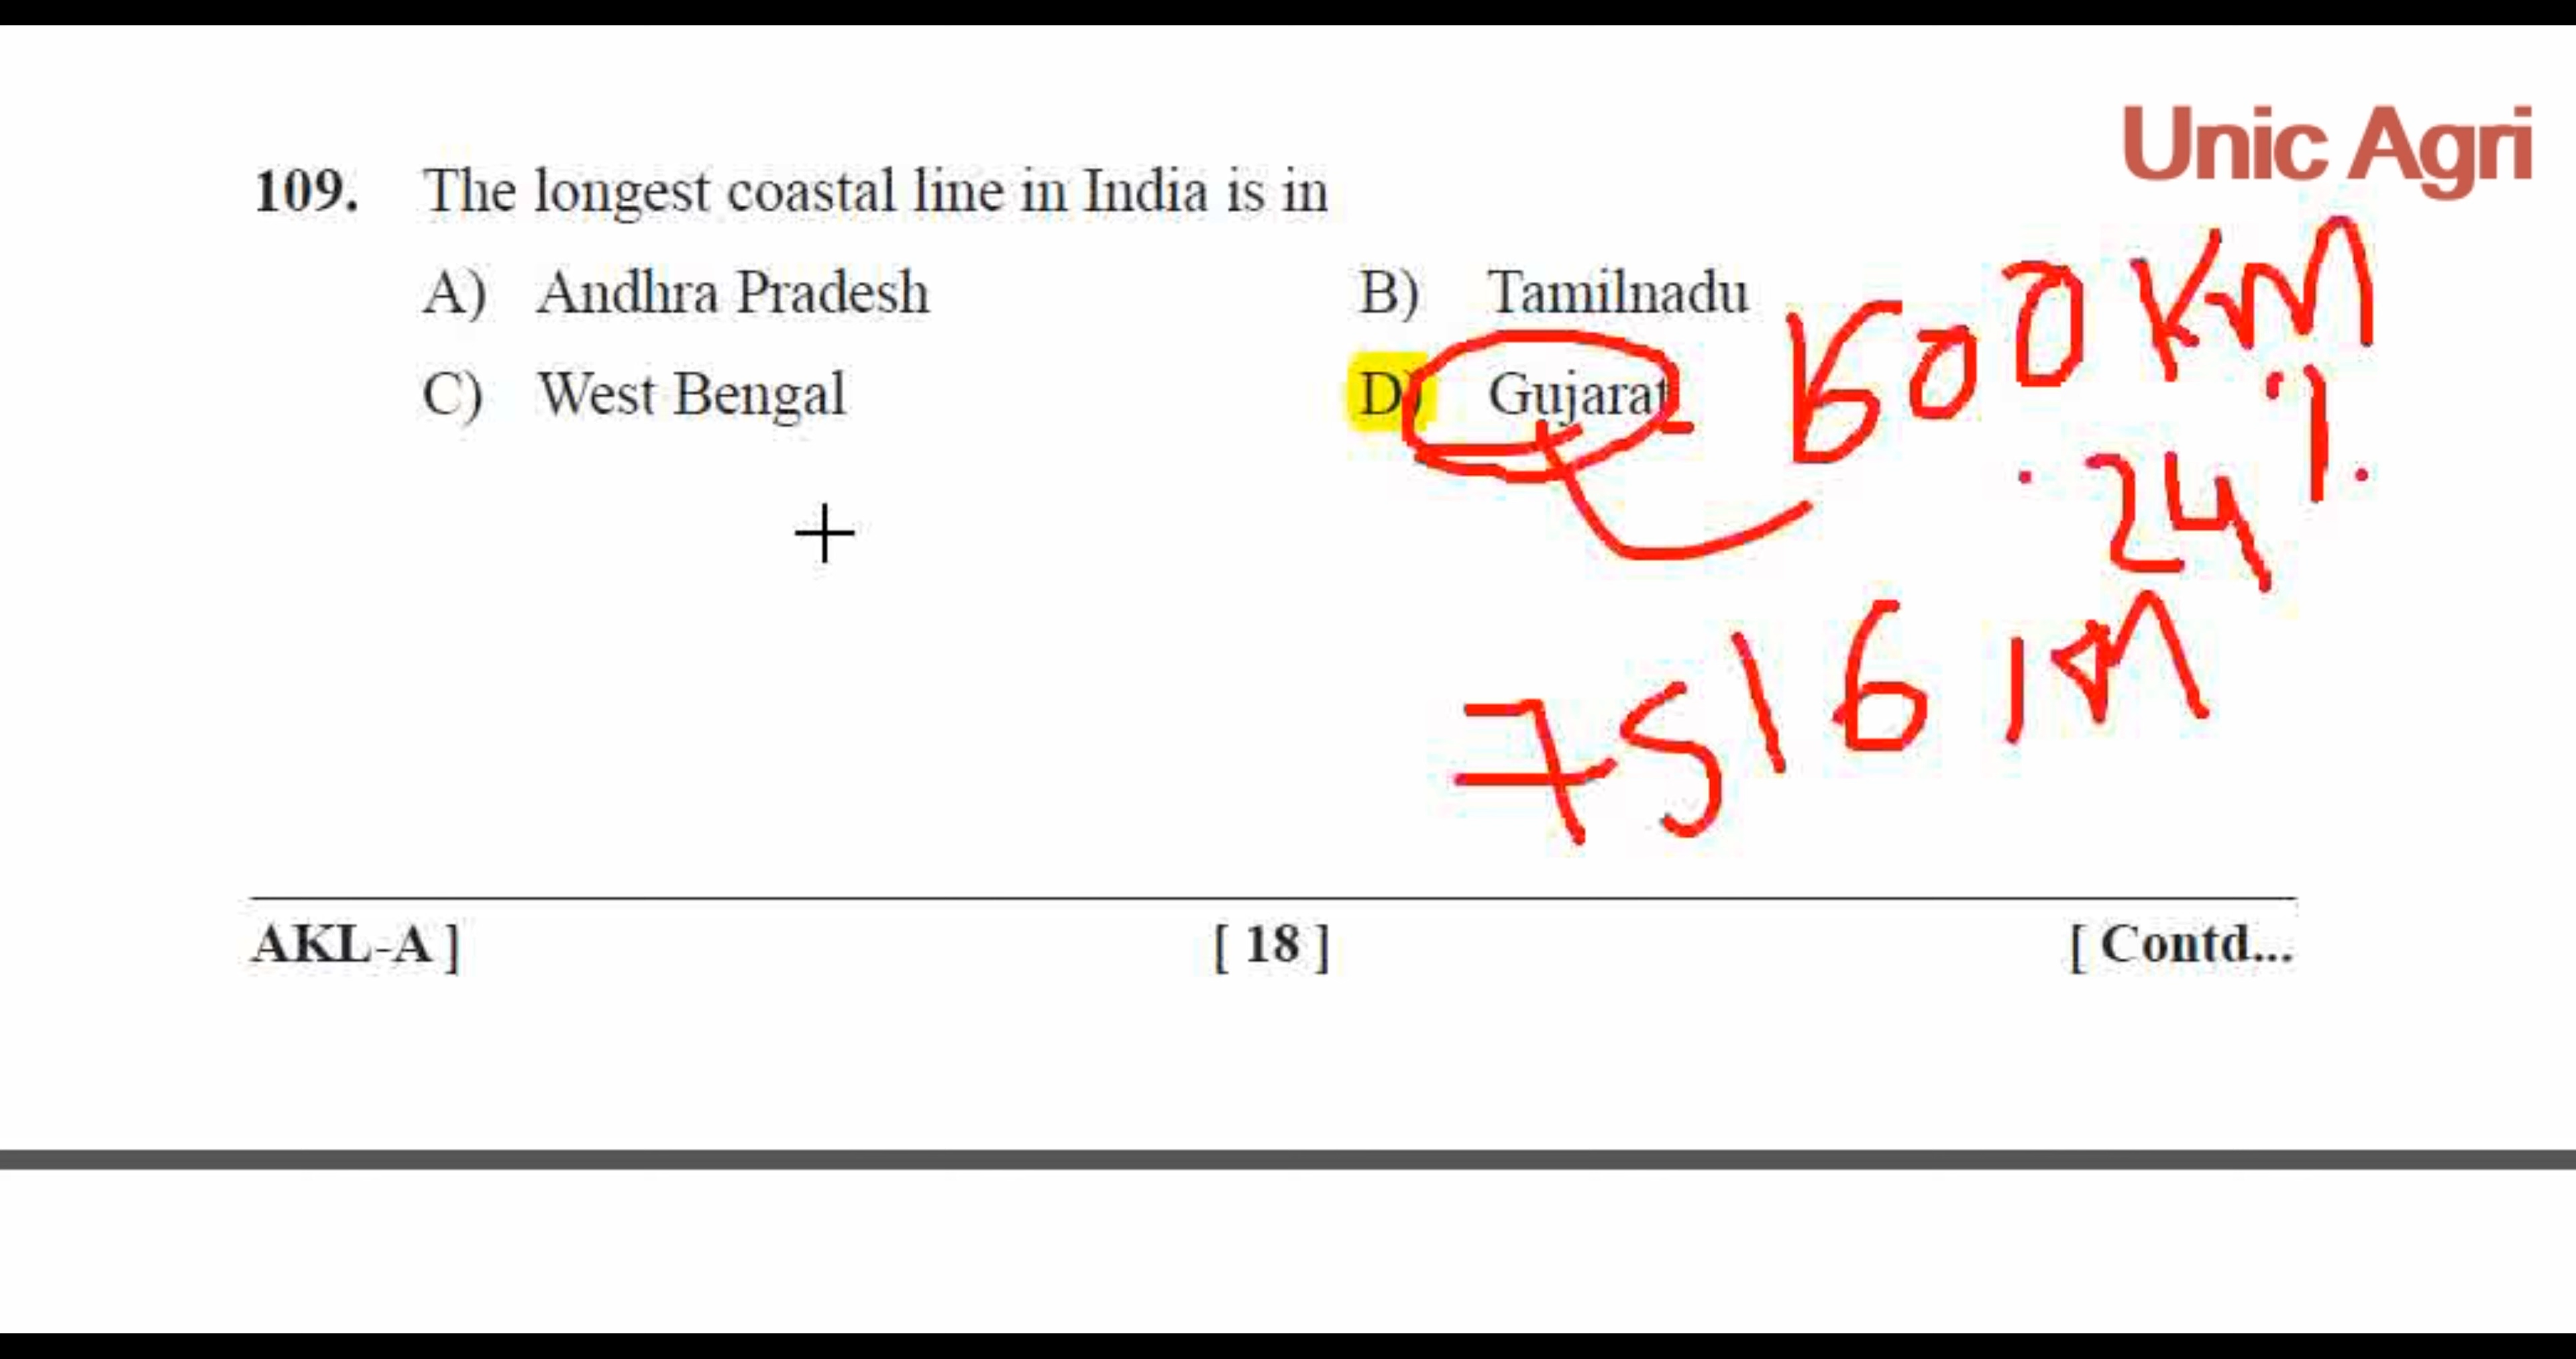 Unic Agri
109. The longest coastal line in India is in
A) Andhra Pradesh B) Tamilnadu
C) West Bengal D) Gujarat
1600 KM
24 %
7516 KM
AKL-A ] [ 18 ] [ Contd...